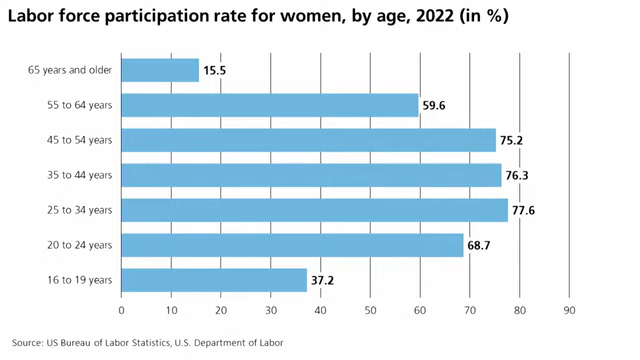 Labor force participation rate for women, by age, 2022 (in %)
65 years and older 15.5
55 to 64 years 59.6
45 to 54 years 75.2
35 to 44 years 76.3
25 to 34 years 77.6
20 to 24 years 68.7
16 to 19 years 37.2
0 10 20 30 40 50 60 70 80 90
Source: US Bureau of Labor Statistics, U.S. Department of Labor